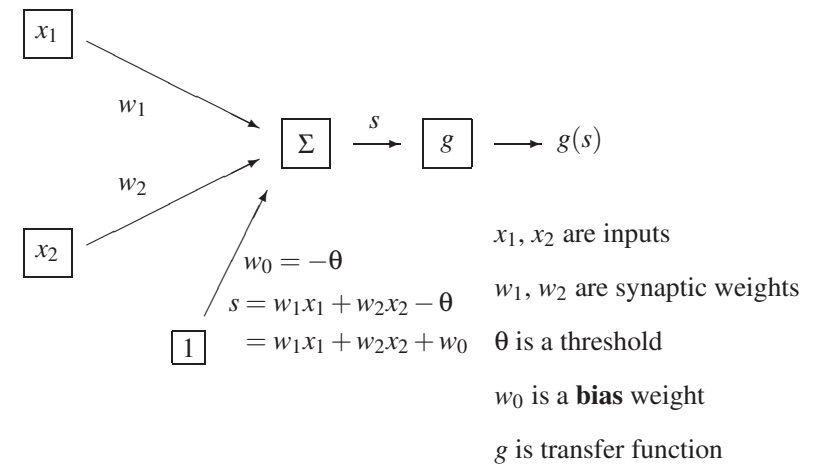 x₁
w₁
Σ
s
g
g(s)
w₂
x₂
x₁, x₂ are inputs
w₀ = −θ
w₁, w₂ are synaptic weights
s = w₁x₁ + w₂x₂ − θ
1
= w₁x₁ + w₂x₂ + w₀
θ is a threshold
w₀ is a bias weight
g is transfer function